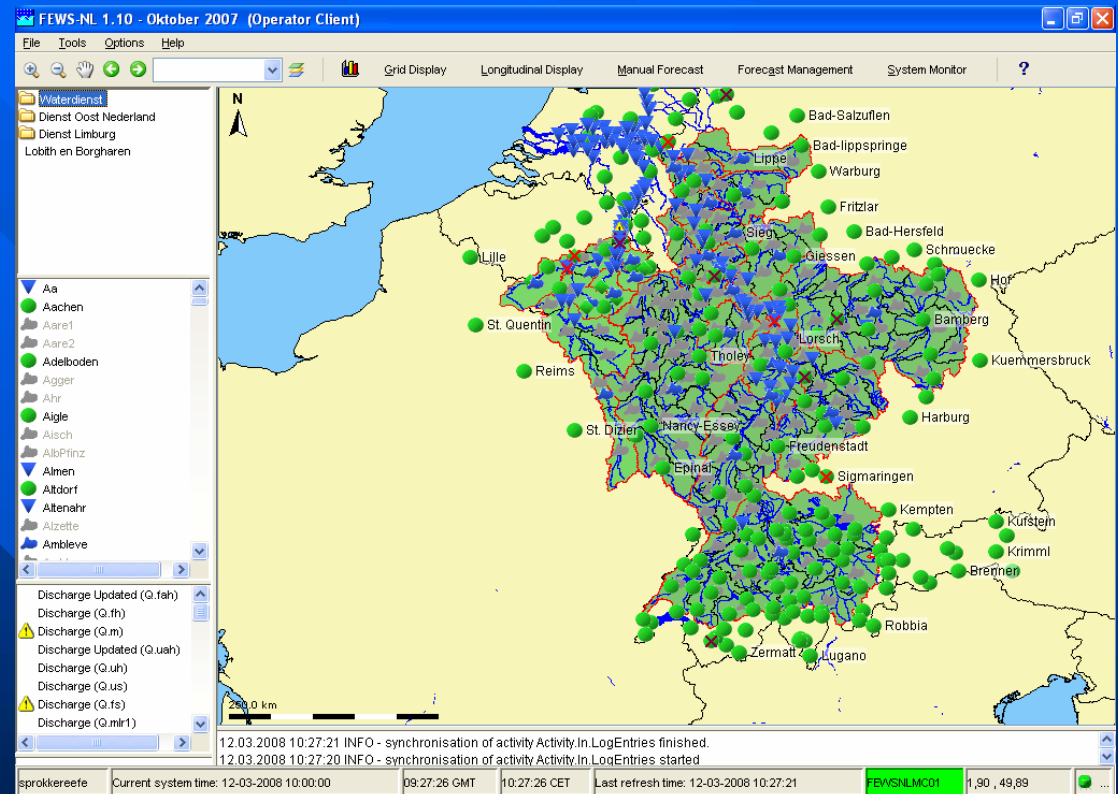 FEWS-NL 1.10 - Oktober 2007 (Operator Client)
File Tools Options Help
Grid Display Longitudinal Display Manual Forecast Forecast Management System Monitor ?
Waterdienst
Dienst Oost Nederland
Dienst Limburg
Lobith en Borgharen
Aa
Aachen
Aare1
Aare2
Adelboden
Agger
Ahr
Aigle
Aisch
AlbPfinz
Almen
Altdorf
Altenahr
Alzette
Ambleve
Discharge Updated (Q.fah)
Discharge (Q.fh)
Discharge (Q.m)
Discharge Updated (Q.uah)
Discharge (Q.uh)
Discharge (Q.us)
Discharge (Q.fs)
Discharge (Q.mlr1)
N
Bad-Salzuflen
Bad-lippspringe
Lippe
Warburg
Fritzlar
Sieg
Bad-Hersfeld
Lille
Giessen
Schmuecke
Hof
St. Quentin
Bamberg
Lorsch
Tholey
Kuemmersbruck
Reims
Harburg
St. Dizier
Nancy-Essey
Freudenstadt
Epinal
Sigmaringen
Kempten
Kufstein
Krimml
Brennen
Robbia
Zermatt
Lugano
250.0 km
12.03.2008 10:27:21 INFO - synchronisation of activity Activity.In.LogEntries finished.
12.03.2008 10:27:20 INFO - synchronisation of activity Activity.In.LogEntries started
sprokkereefe Current system time: 12-03-2008 10:00:00 09:27:26 GMT 10:27:26 CET Last refresh time: 12-03-2008 10:27:21 FEWSNLMC01 1,90 , 49,89 ...